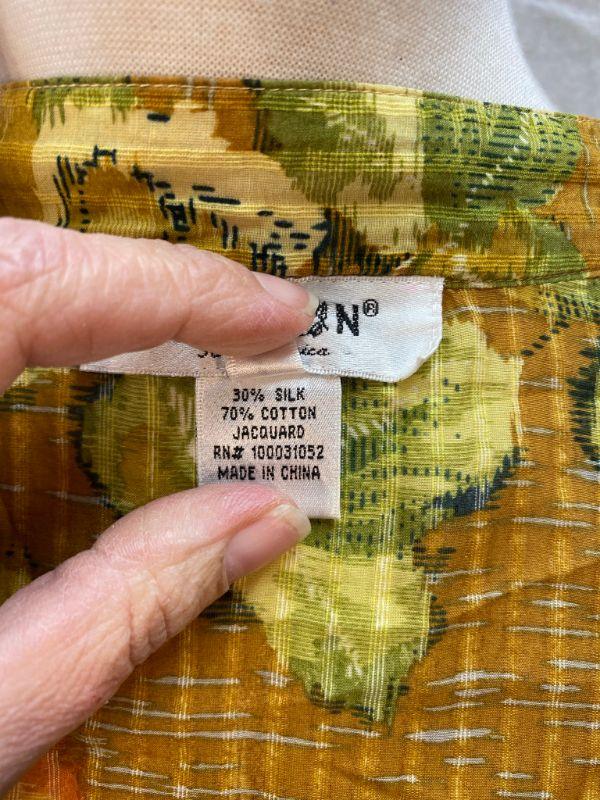 N®
30% SILK
70% COTTON
JACQUARD
RN# 100031052
MADE IN CHINA